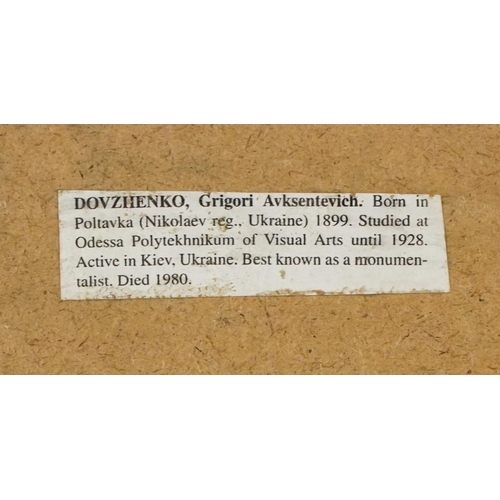 DOVZHENKO, Grigori Avksentevich. Born in
Poltavka (Nikolaev reg., Ukraine) 1899. Studied at
Odessa Polytekhnikum of Visual Arts until 1928.
Active in Kiev, Ukraine. Best known as a monumen-
talist. Died 1980.